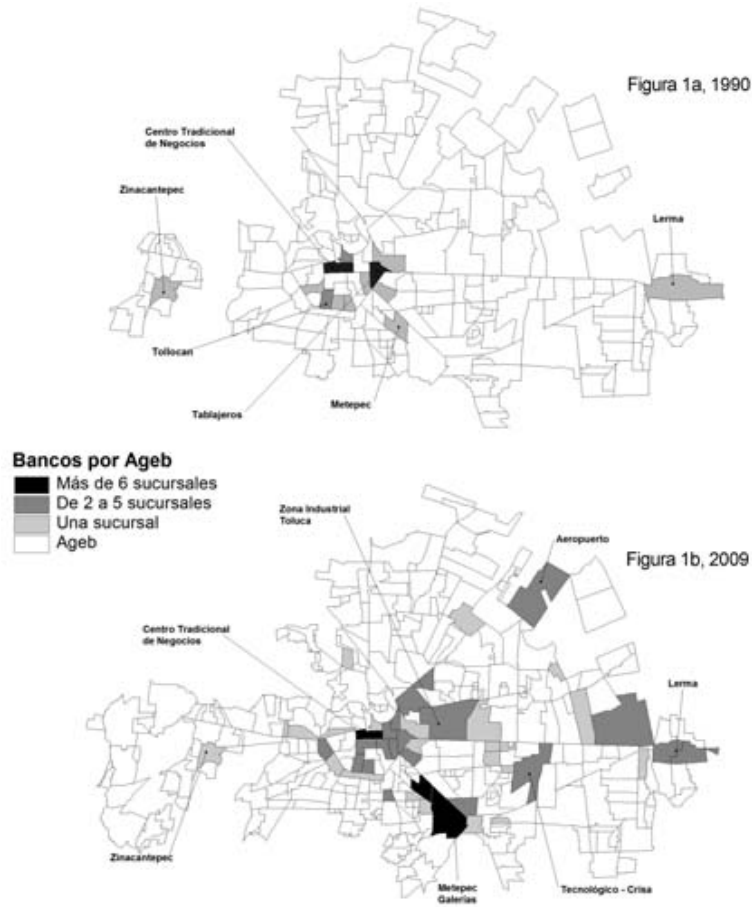 Figura 1a, 1990
Centro Tradicional
de Negocios
Zinacantepec
Lerma
Tollocan
Tablajeros
Metepec
Bancos por Ageb
Más de 6 sucursales
De 2 a 5 sucursales
Una sucursal
Ageb
Zona Industrial
Toluca
Aeropuerto
Figura 1b, 2009
Centro Tradicional
de Negocios
Lerma
Zinacantepec
Metepec
Galerías
Tecnológico - Crisa